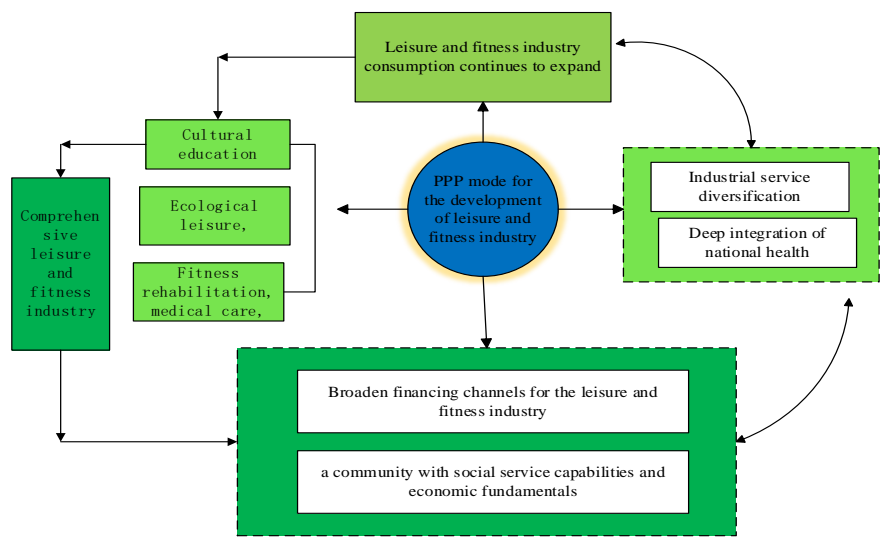 Leisure and fitness industry
consumption continues to expand
Cultural
education
Ecological
leisure,
Fitness
rehabilitation,
medical care,
Comprehen
sive
leisure
and
fitness
industry
PPP mode for
the development
of leisure and
fitness industry
Industrial service
diversification
Deep integration of
national health
Broaden financing channels for the leisure and
fitness industry
a community with social service capabilities and
economic fundamentals